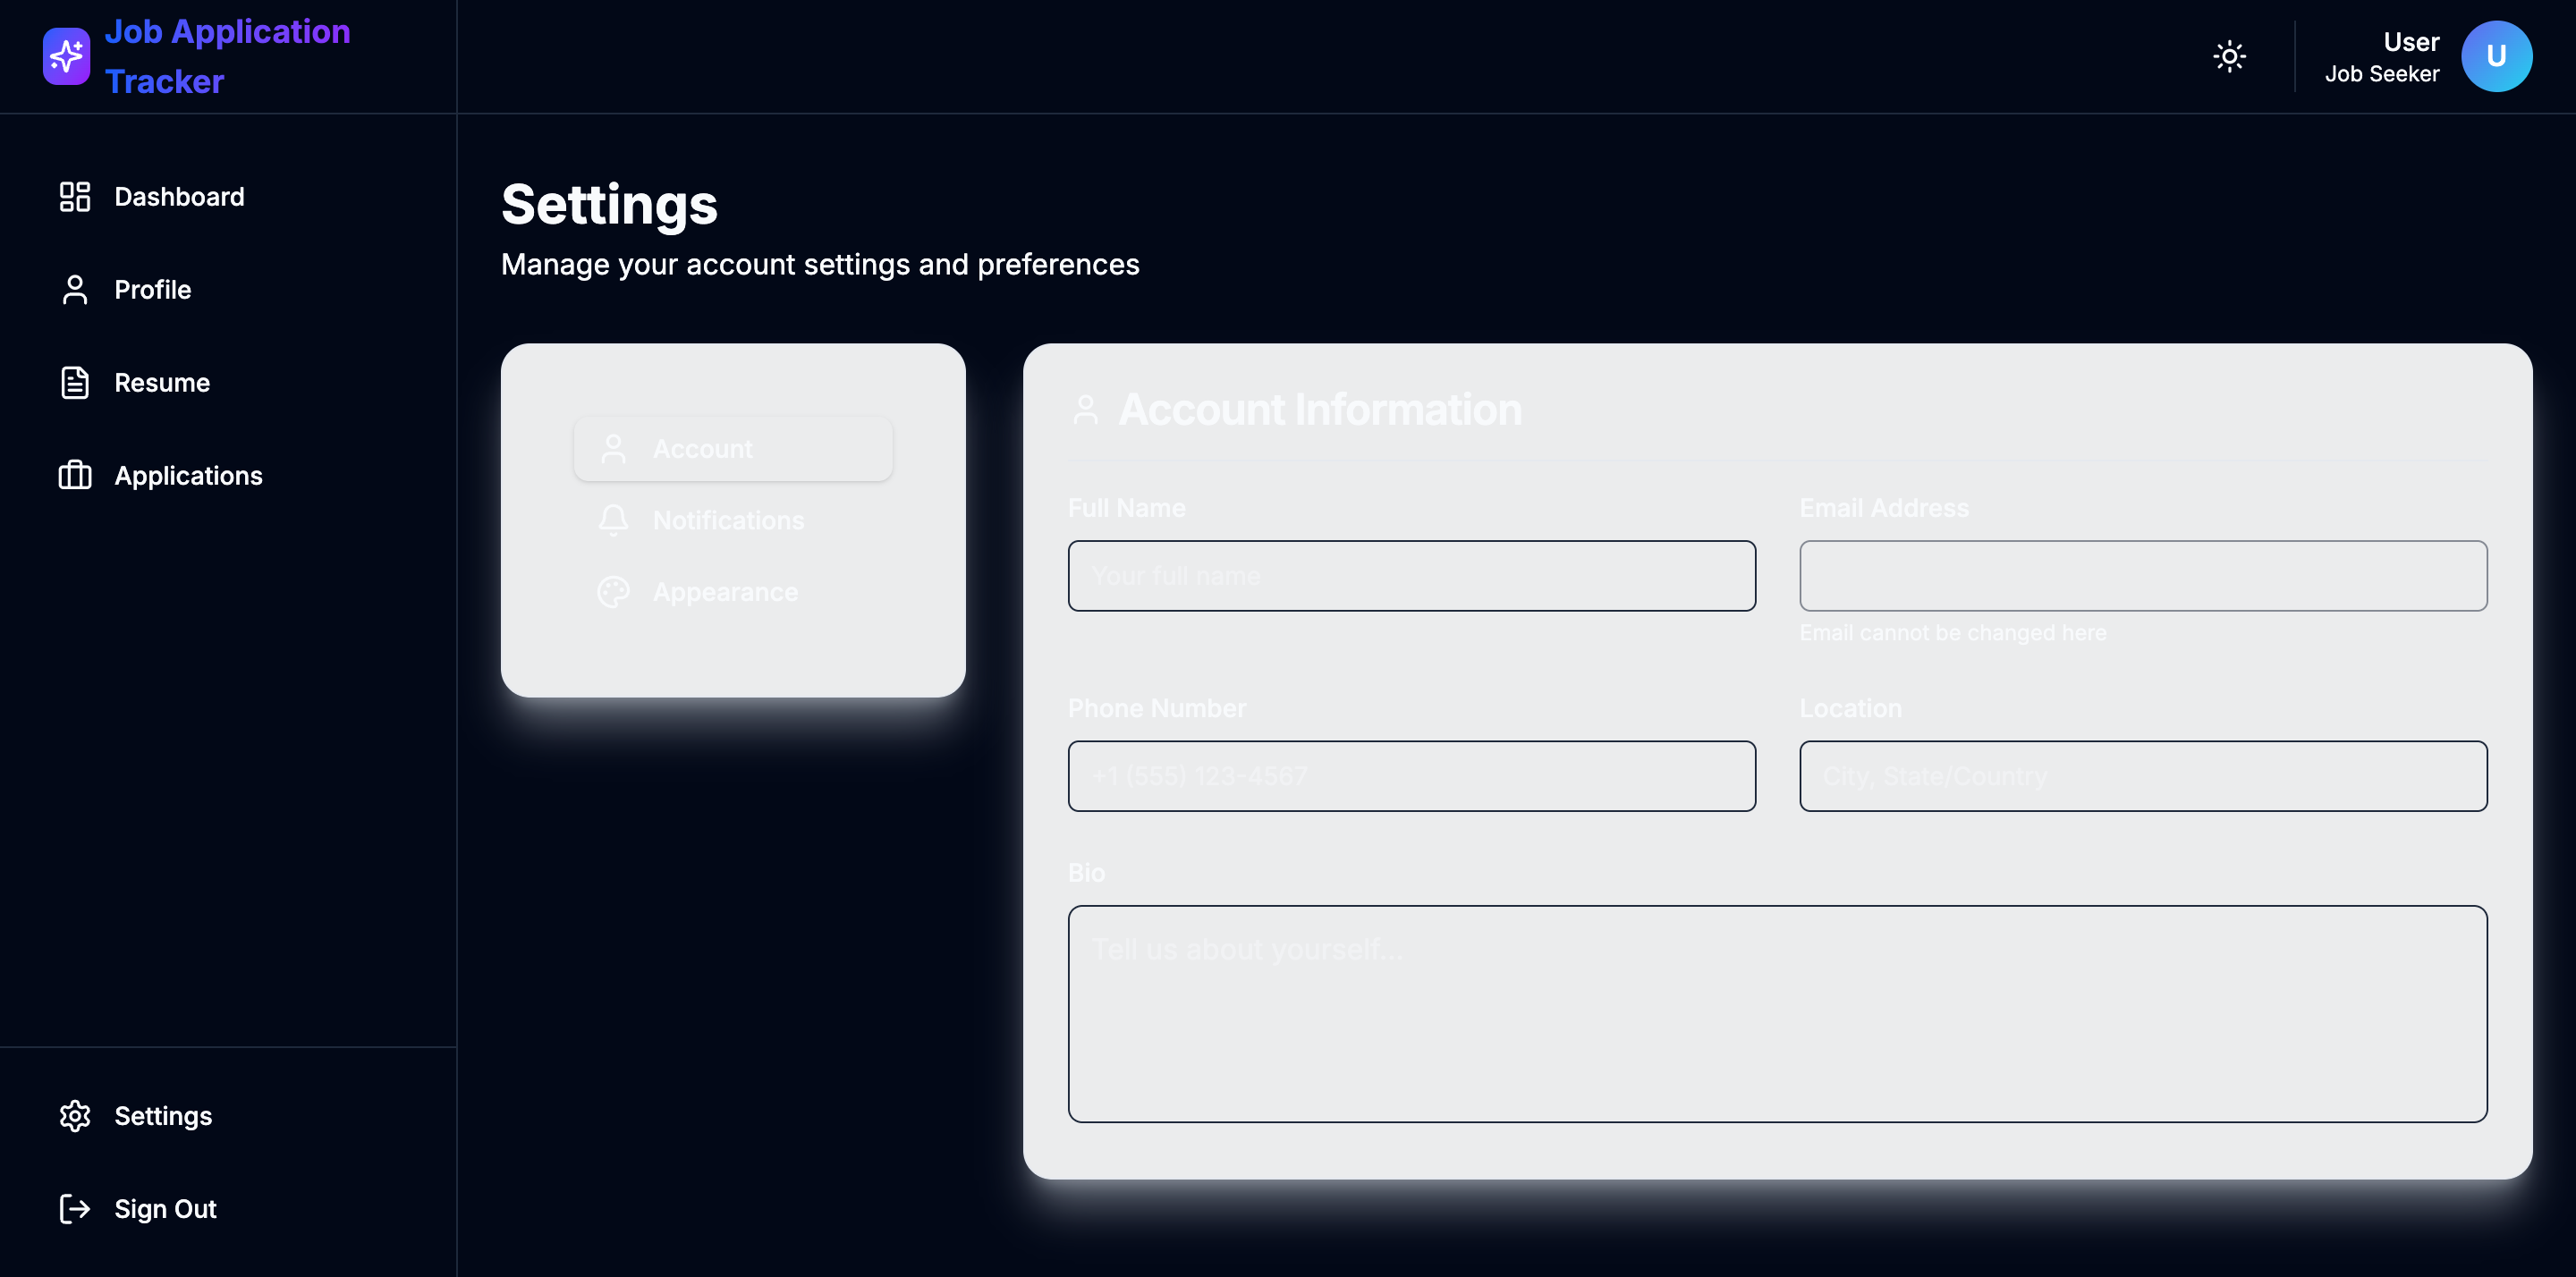 Job Application
Tracker
User
Job Seeker
U
Dashboard
Profile
Resume
Applications
Settings
Sign Out
Settings
Manage your account settings and preferences
Account
Notifications
Appearance
Account Information
Full Name
Your full name
Email Address
Email cannot be changed here
Phone Number
+1 (555) 123-4567
Location
City, State/Country
Bio
Tell us about yourself...